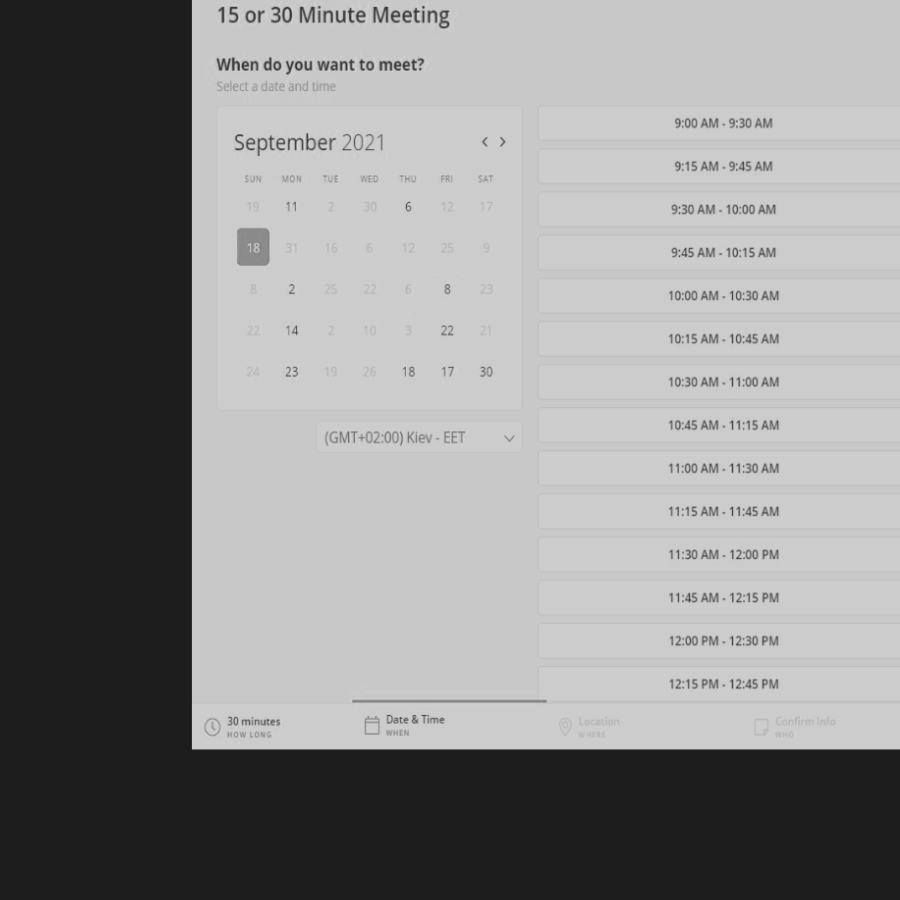 15 or 30 Minute Meeting
When do you want to meet?
Select a date and time
September 2021
SUN MON TUE WED THU FRI SAT
19 11 2 30 6 12 17
18 31 16 6 12 25 9
8 2 25 22 6 8 23
22 14 2 10 3 22 21
24 23 19 26 18 17 30
(GMT+02:00) Kiev - EET
9:00 AM - 9:30 AM
9:15 AM - 9:45 AM
9:30 AM - 10:00 AM
9:45 AM - 10:15 AM
10:00 AM - 10:30 AM
10:15 AM - 10:45 AM
10:30 AM - 11:00 AM
10:45 AM - 11:15 AM
11:00 AM - 11:30 AM
11:15 AM - 11:45 AM
11:30 AM - 12:00 PM
11:45 AM - 12:15 PM
12:00 PM - 12:30 PM
12:15 PM - 12:45 PM
30 minutes
HOW LONG
Date & Time
WHEN
Location
WHERE
Confirm Info
WHO